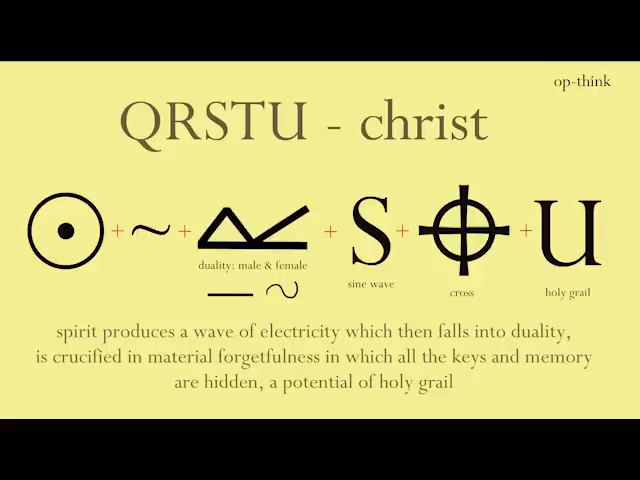 op-think
QRSTU - christ
+ ~ + + S + + U
duality: male & female
sine wave
cross
holy grail
spirit produces a wave of electricity which then falls into duality,
is crucified in material forgetfulness in which all the keys and memory
are hidden, a potential of holy grail